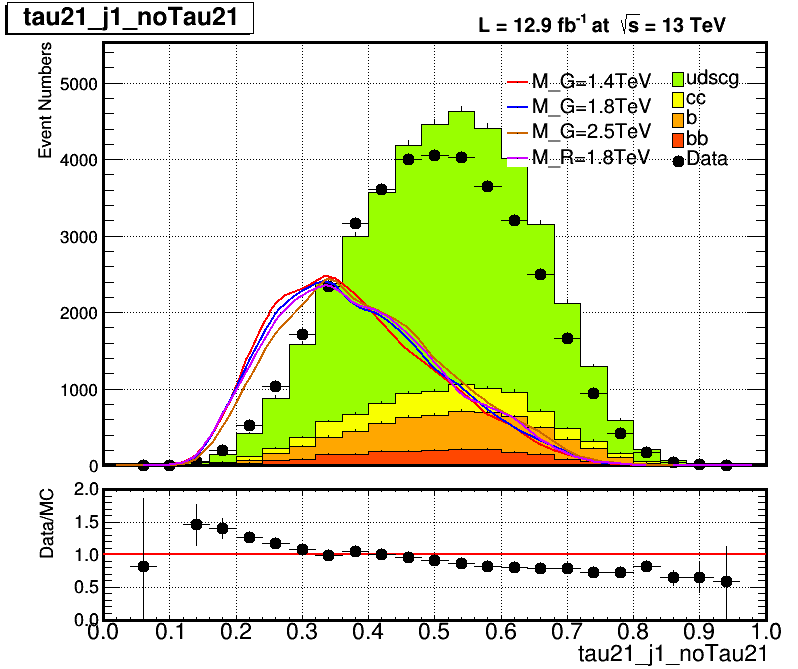 tau21_j1_noTau21
L = 12.9 fb-1 at √s = 13 TeV
Event Numbers
5000
4000
3000
2000
1000
0
M_G=1.4TeV
M_G=1.8TeV
M_G=2.5TeV
M_R=1.8TeV
udscg
cc
b
bb
Data
Data/MC
2.0
1.5
1.0
0.5
0.0
0.0 0.1 0.2 0.3 0.4 0.5 0.6 0.7 0.8 0.9 1.0
tau21_j1_noTau21